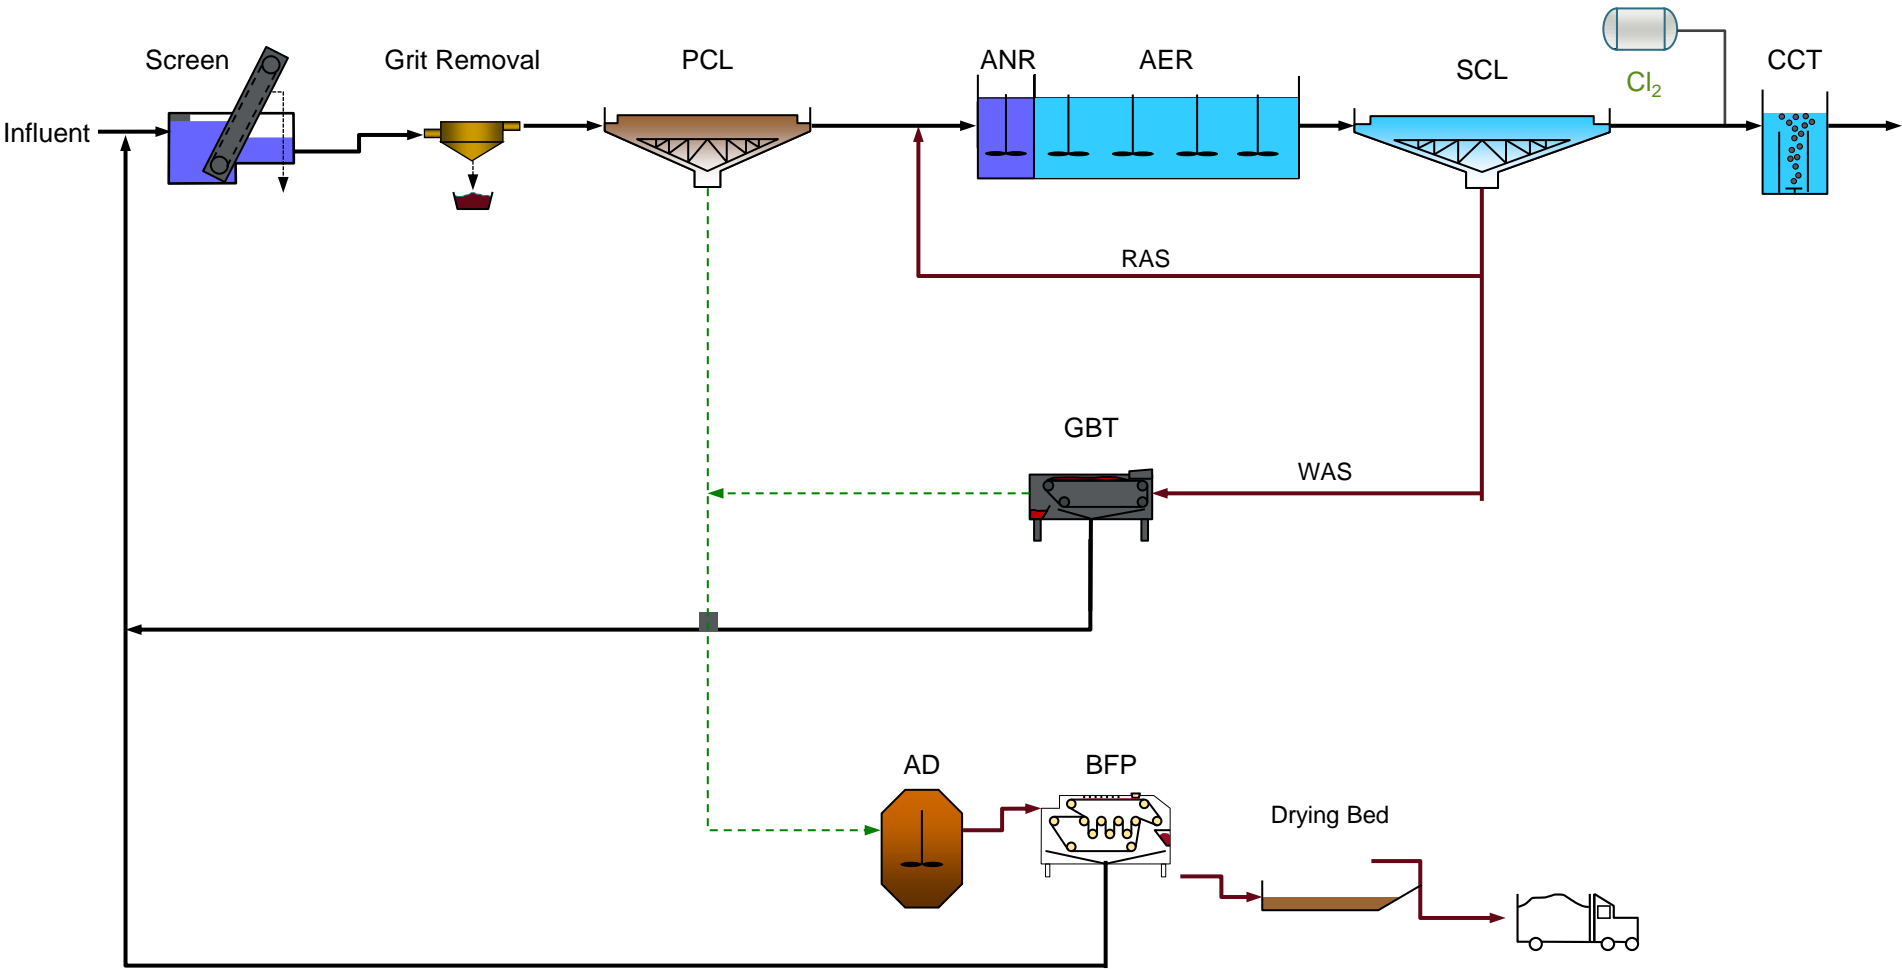 Screen
Grit Removal
PCL
ANR
AER
SCL
Cl₂
CCT
Influent
RAS
GBT
WAS
AD
BFP
Drying Bed